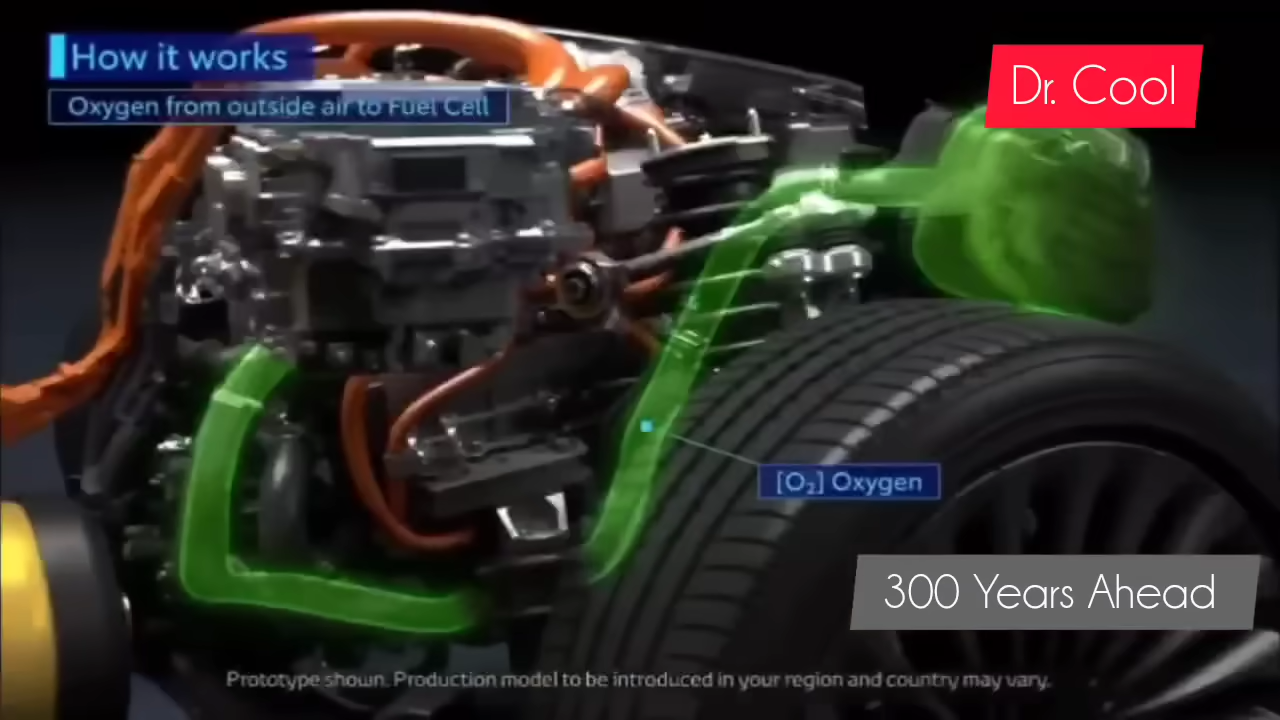 How it works
Oxygen from outside air to Fuel Cell
Dr. Cool
[O₂] Oxygen
300 Years Ahead
Prototype shown. Production model to be introduced in your region and country may vary.